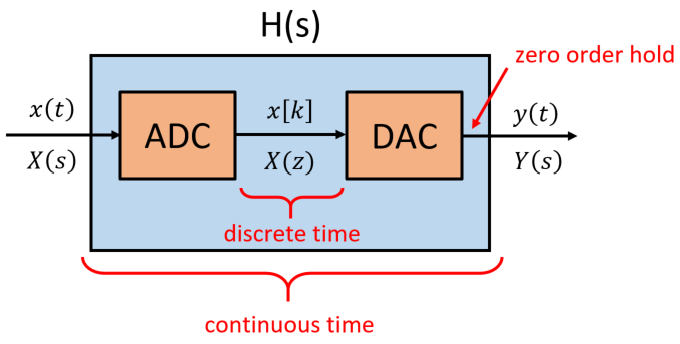 H(s)
zero order hold
x(t)
X(s)
ADC
x[k]
X(z)
DAC
y(t)
Y(s)
discrete time
continuous time